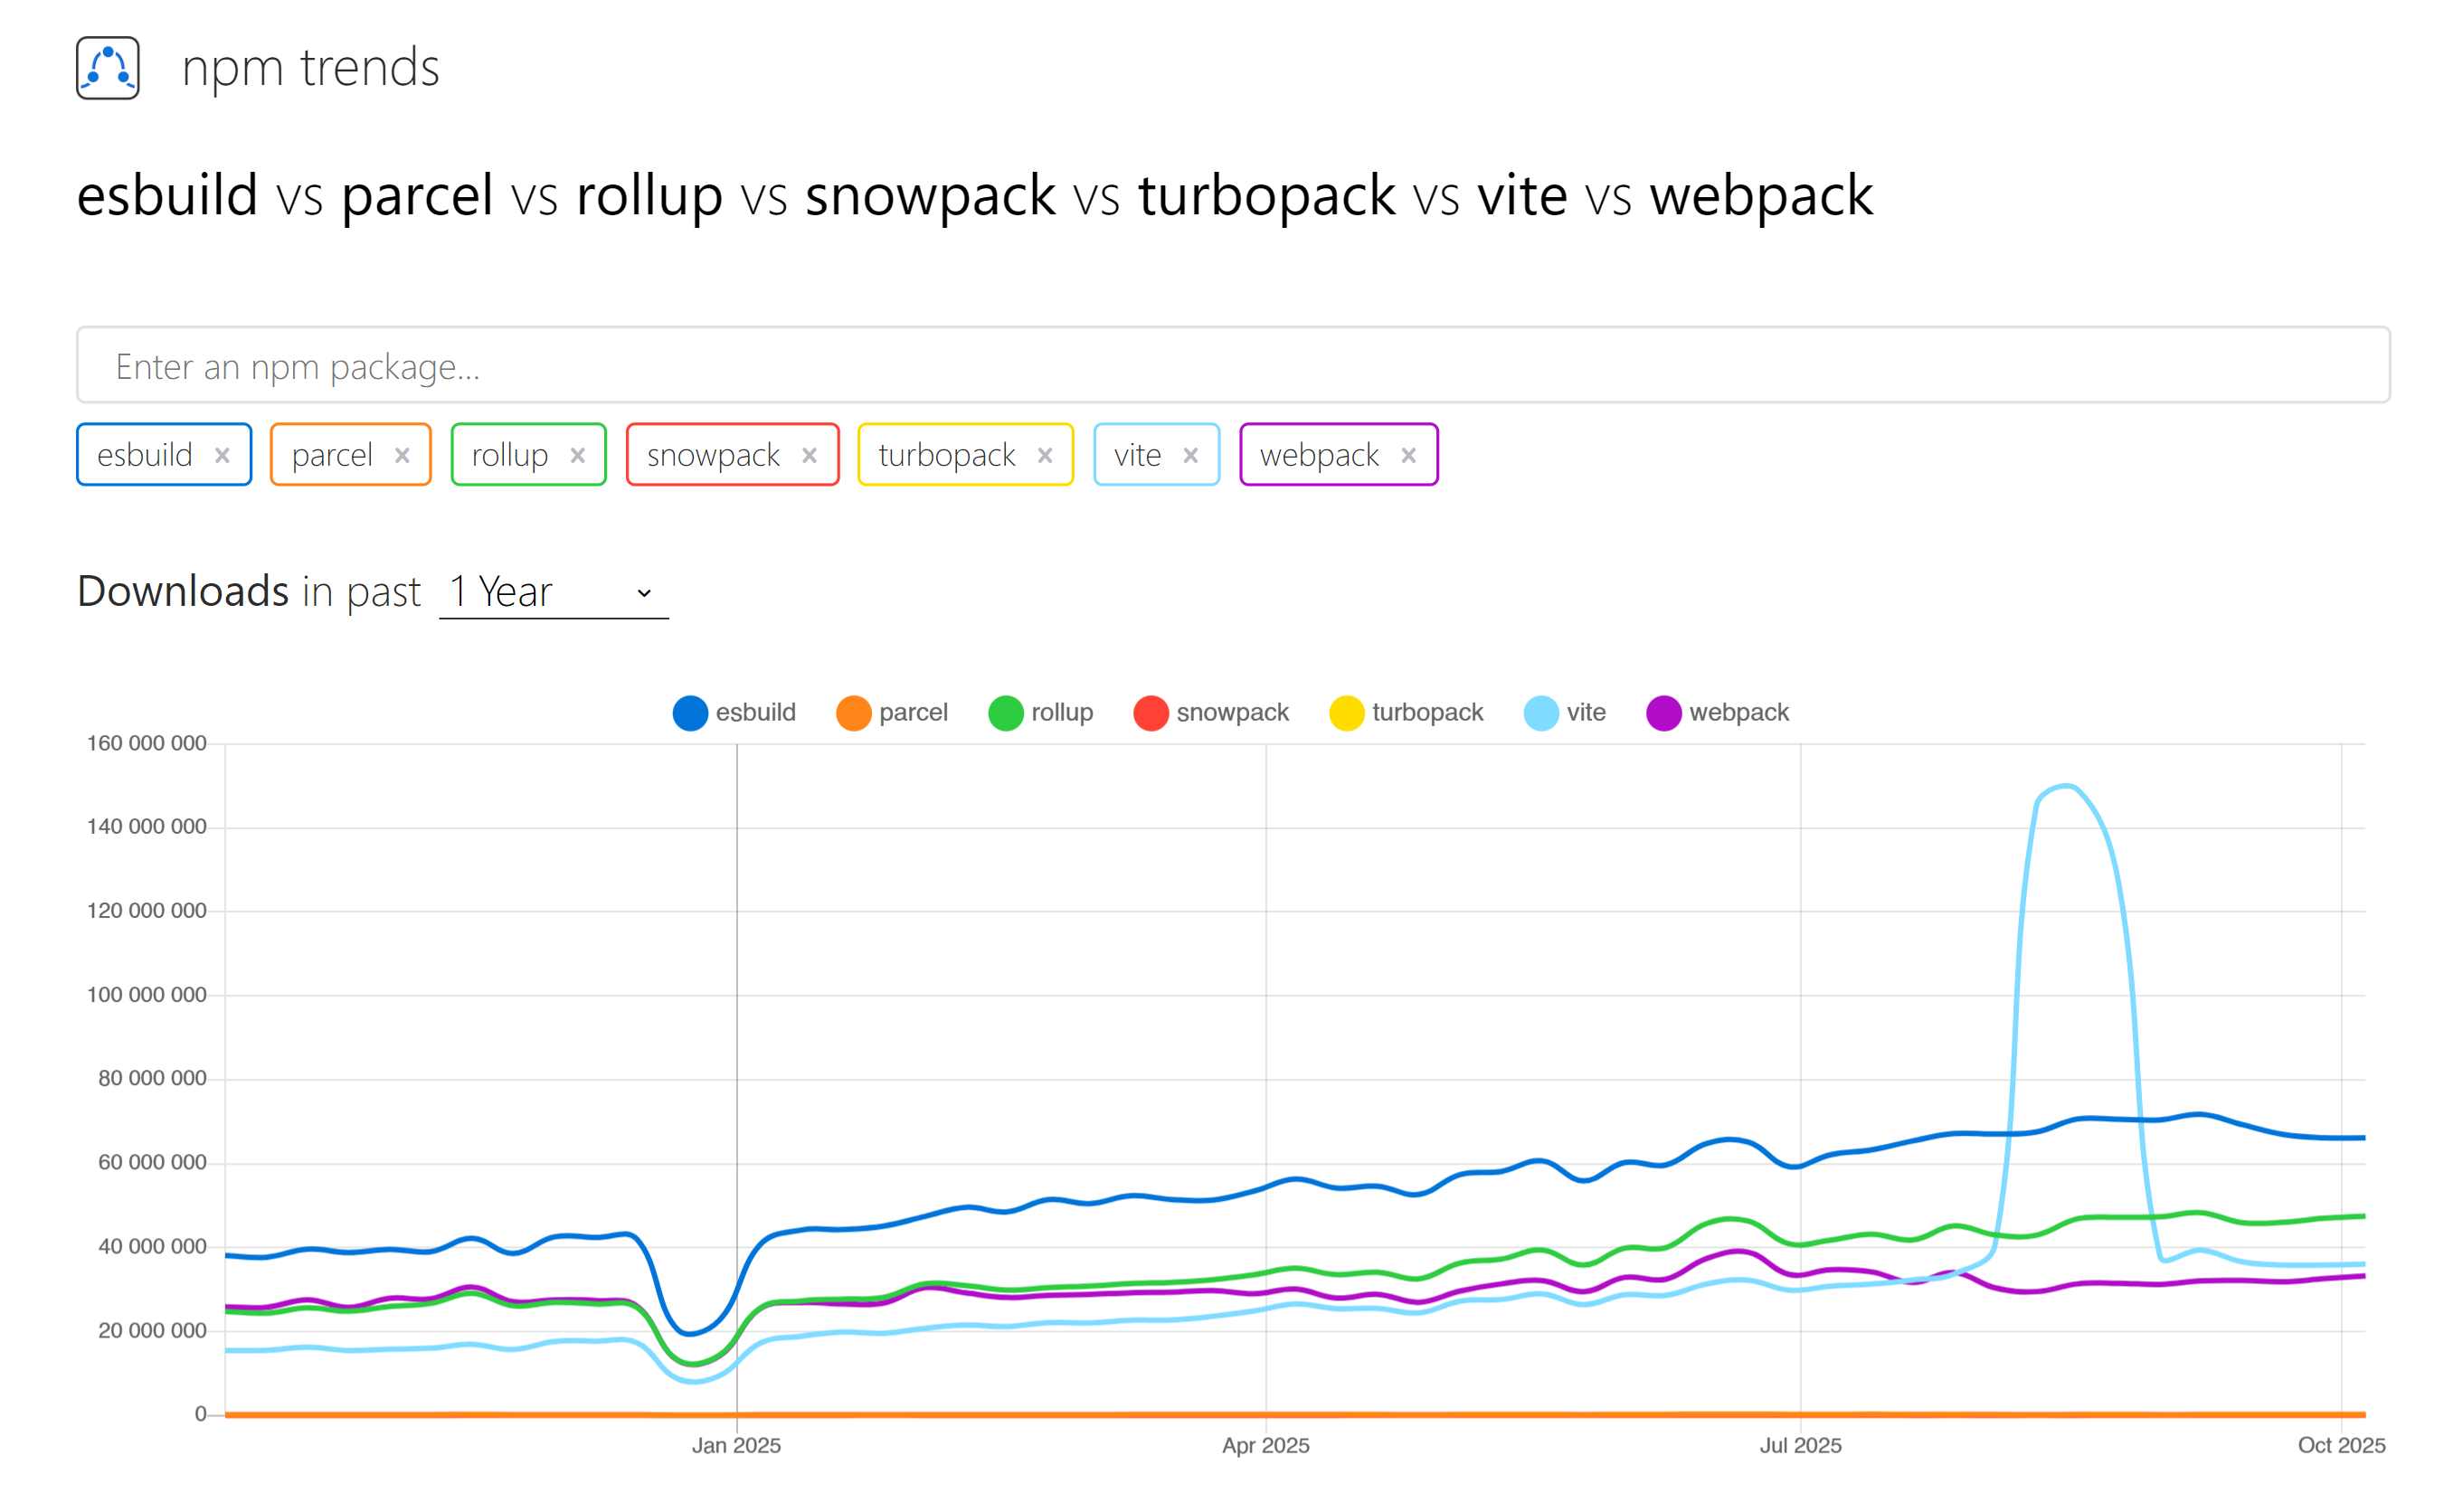 npm trends
esbuild vs parcel vs rollup vs snowpack vs turbopack vs vite vs webpack
Enter an npm package...
esbuild × parcel × rollup × snowpack × turbopack × vite × webpack ×
Downloads in past 1 Year
esbuild parcel rollup snowpack turbopack vite webpack
160 000 000
140 000 000
120 000 000
100 000 000
80 000 000
60 000 000
40 000 000
20 000 000
0
Jan 2025 Apr 2025 Jul 2025 Oct 2025